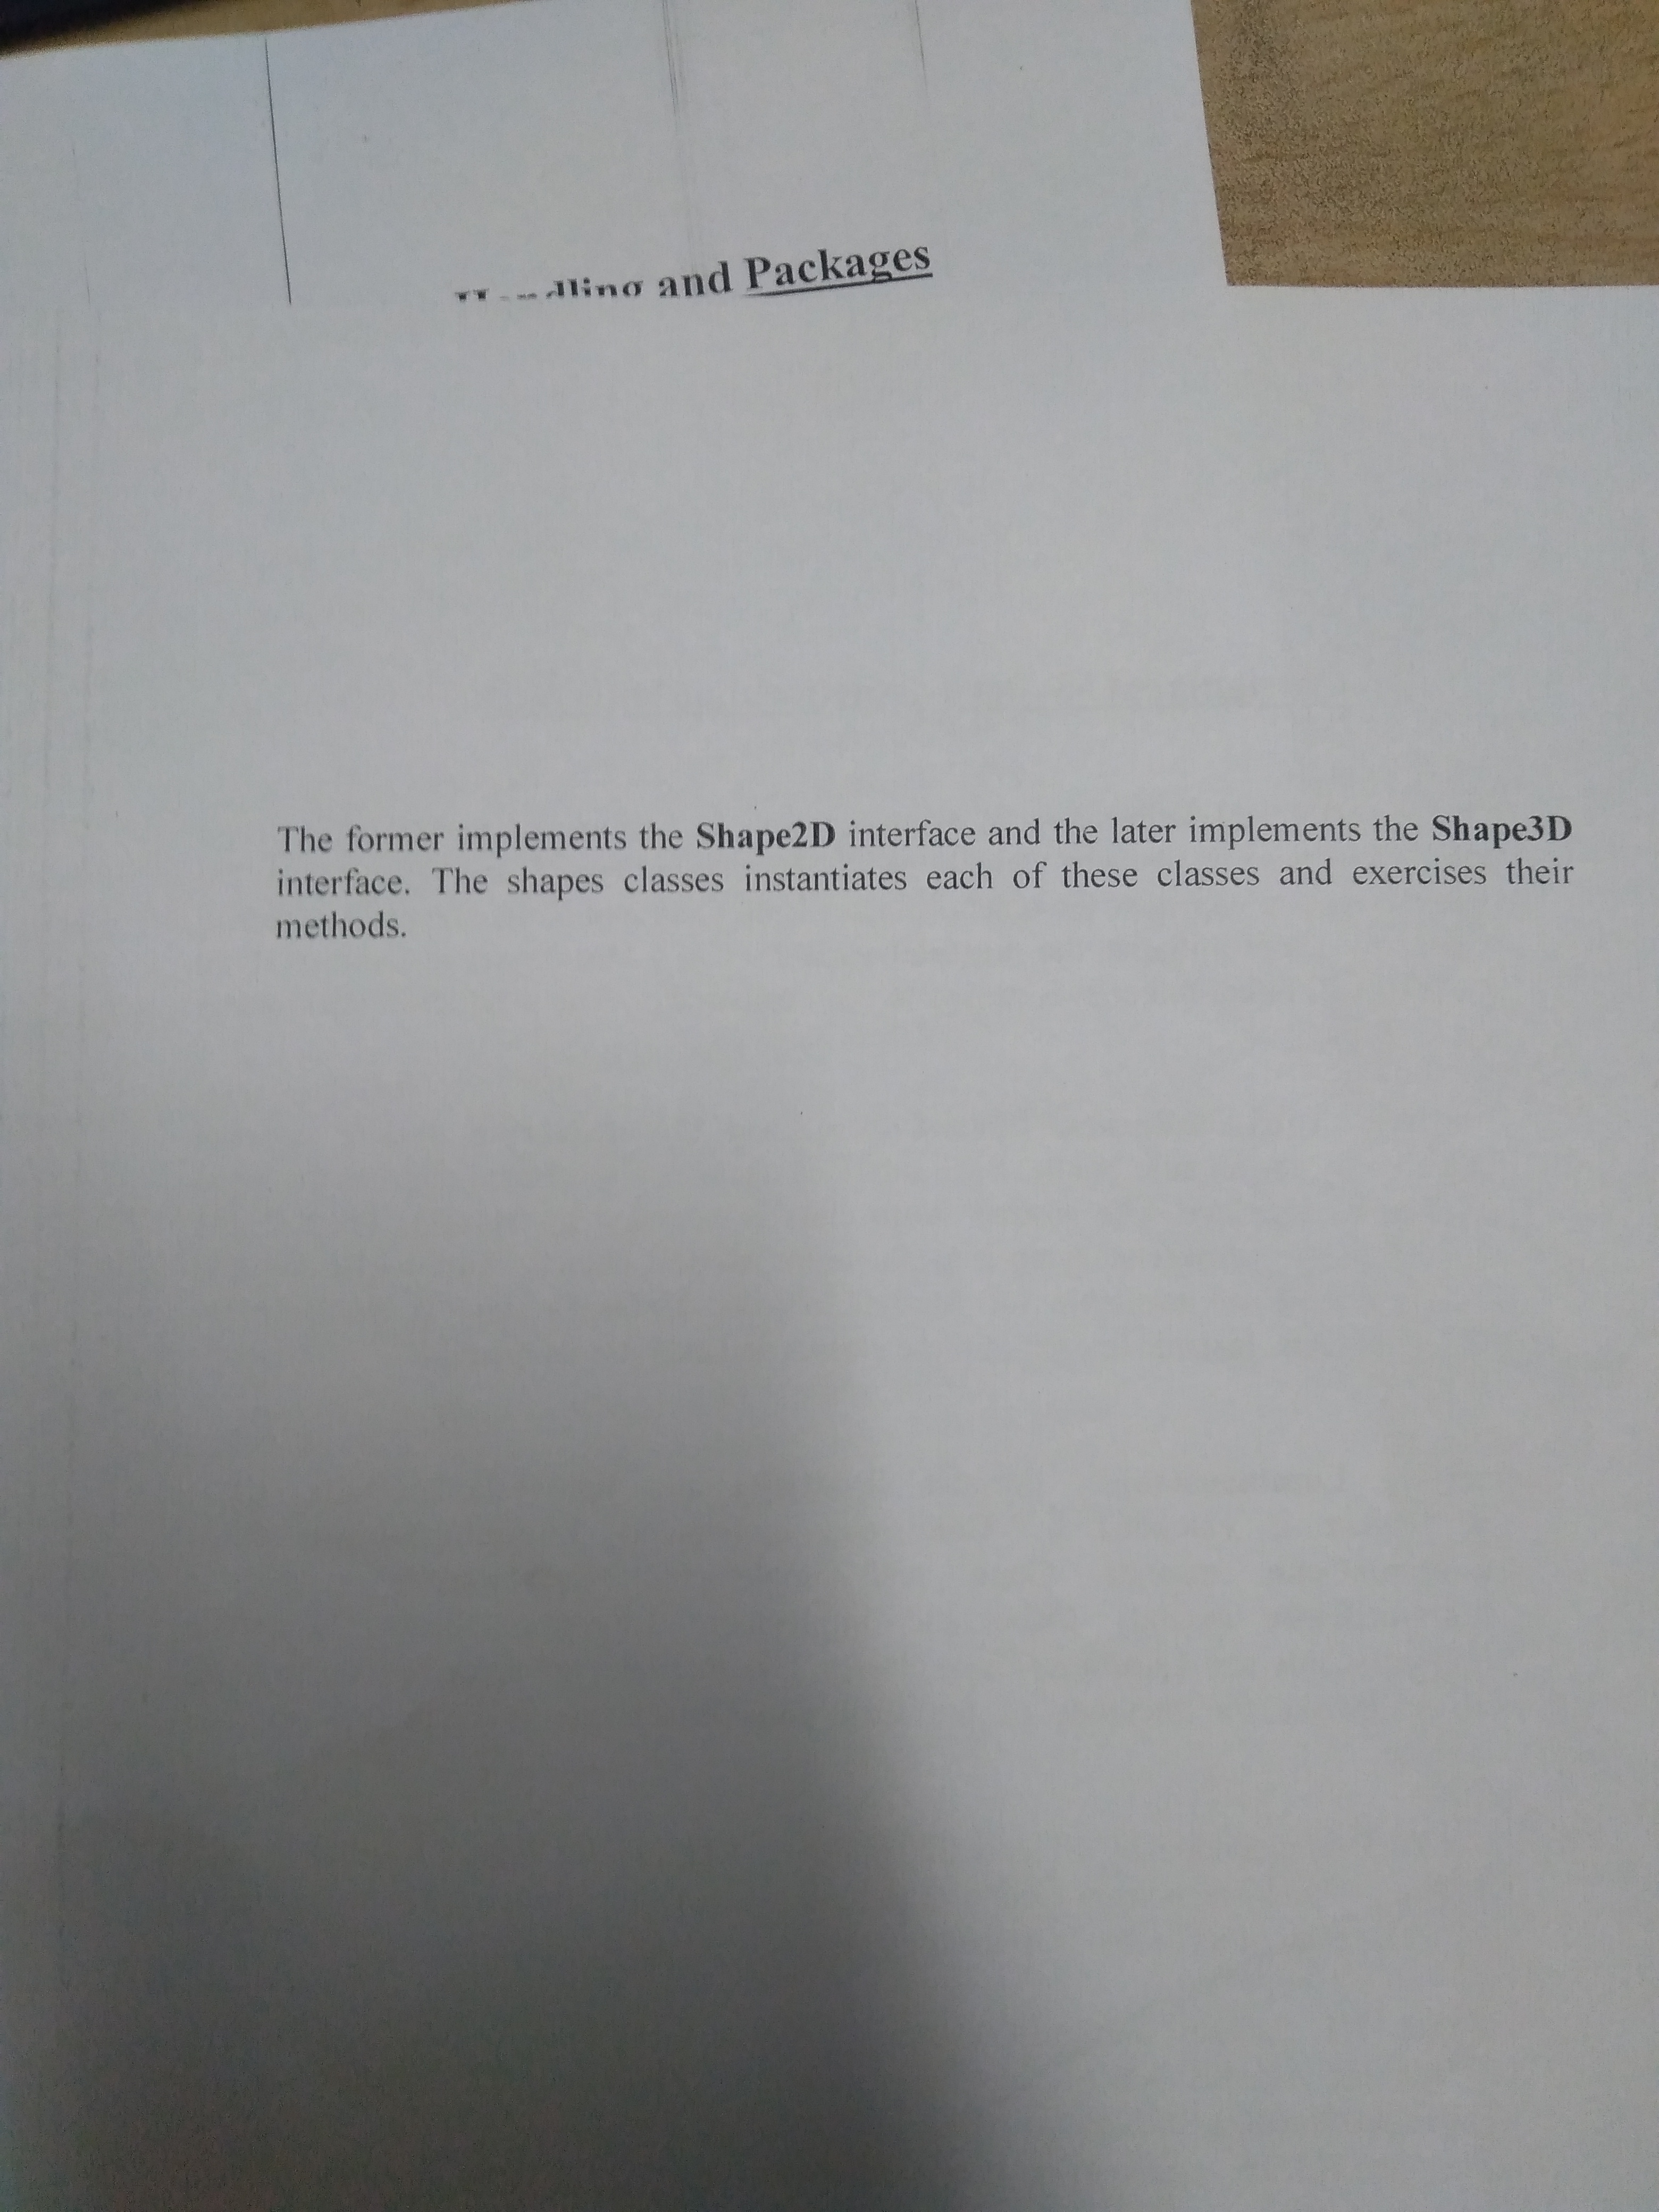 and Packages
The former implements the Shape2D interface and the later implements the Shape3D
interface. The shapes classes instantiates each of these classes and exercises their
methods.